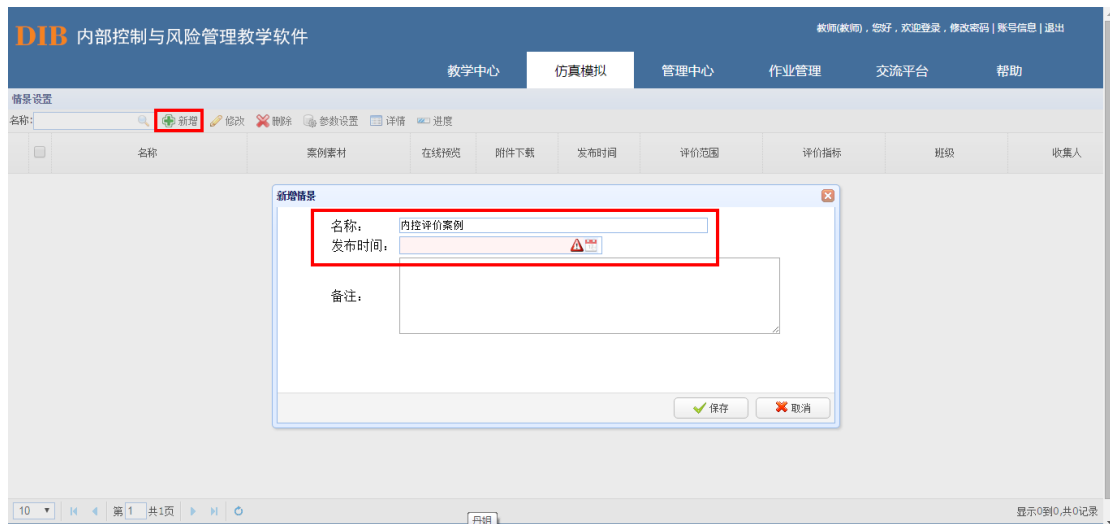 DIB 内部控制与风险管理教学软件
教师(教师)，您好，欢迎登录，修改密码 | 账号信息 | 退出
教学中心 仿真模拟 管理中心 作业管理 交流平台 帮助
情景设置
名称: 新增 修改 删除 参数设置 详情 进度
名称 案例素材 在线预览 附件下载 发布时间 评价范围 评价指标 班级 收集人
新增情景
名称： 内控评价案例
发布时间：
备注：
保存 取消
10 第 1 共1页 显示0到0,共0记录